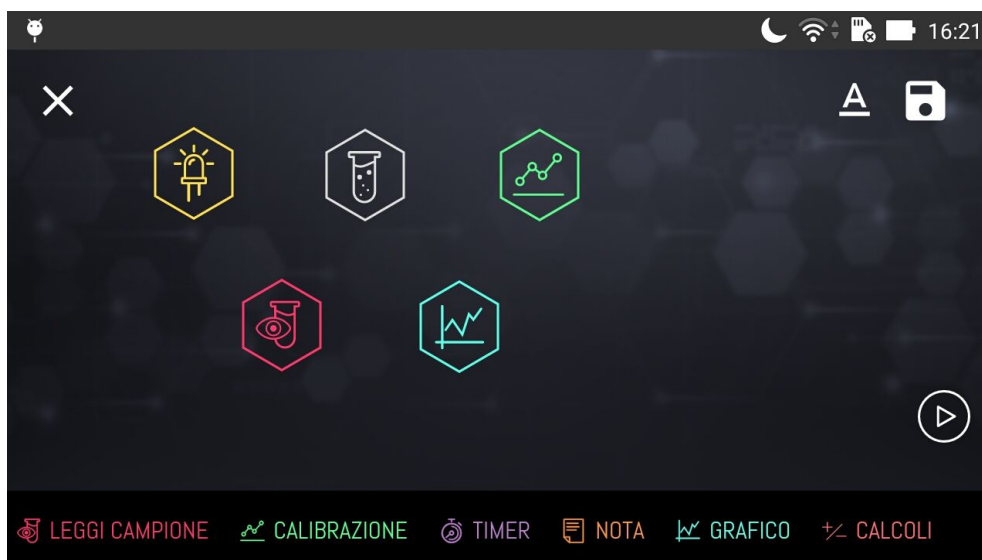 16:21
A
LEGGI CAMPIONE CALIBRAZIONE TIMER NOTA GRAFICO +/- CALCOLI